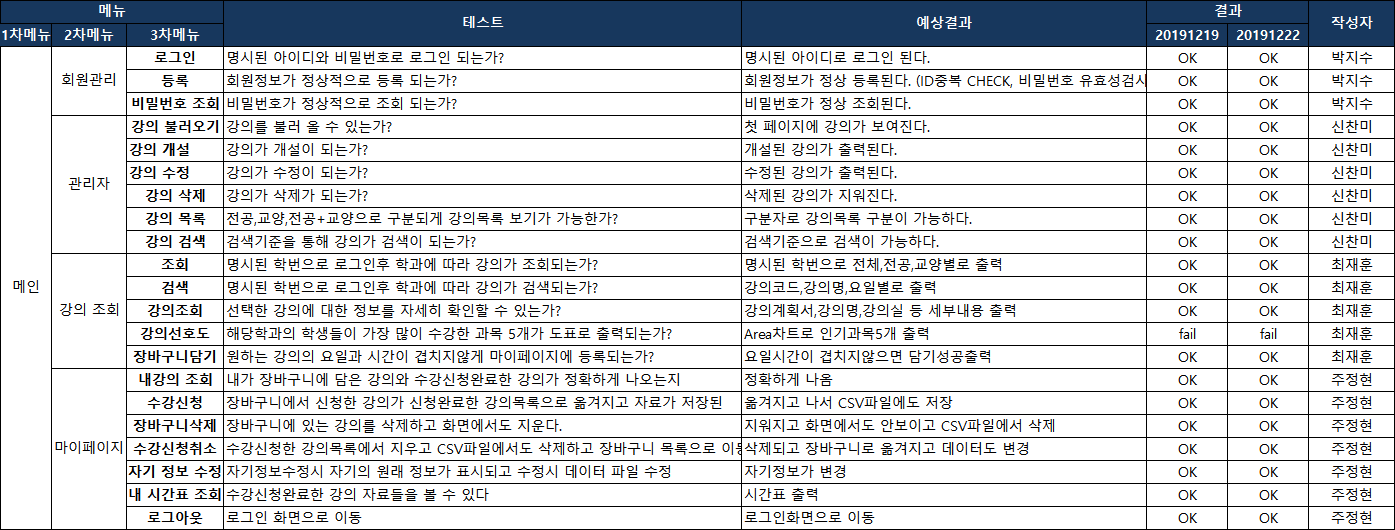 메뉴 테스트 예상결과 결과 작성자
1차메뉴 2차메뉴 3차메뉴 20191219 20191222
메인
회원관리
로그인 명시된 아이디와 비밀번호로 로그인 되는가? 명시된 아이디로 로그인 된다. OK OK 박지수
등록 회원정보가 정상적으로 등록 되는가? 회원정보가 정상 등록된다. (ID중복 CHECK, 비밀번호 유효성검사 OK OK 박지수
비밀번호 조회 비밀번호가 정상적으로 조회 되는가? 비밀번호가 정상 조회된다. OK OK 박지수
관리자
강의 불러오기 강의를 불러 올 수 있는가? 첫 페이지에 강의가 보여진다. OK OK 신찬미
강의 개설 강의가 개설이 되는가? 개설된 강의가 출력된다. OK OK 신찬미
강의 수정 강의가 수정이 되는가? 수정된 강의가 출력된다. OK OK 신찬미
강의 삭제 강의가 삭제가 되는가? 삭제된 강의가 지워진다. OK OK 신찬미
강의 목록 전공,교양,전공+교양으로 구분되게 강의목록 보기가 가능한가? 구분자로 강의목록 구분이 가능하다. OK OK 신찬미
강의 검색 검색기준을 통해 강의가 검색이 되는가? 검색기준으로 검색이 가능하다. OK OK 신찬미
강의 조회
조회 명시된 학번으로 로그인후 학과에 따라 강의가 조회되는가? 명시된 학번으로 전체,전공,교양별로 출력 OK OK 최재훈
검색 명시된 학번으로 로그인후 학과에 따라 강의가 검색되는가? 강의코드,강의명,요일별로 출력 OK OK 최재훈
강의조회 선택한 강의에 대한 정보를 자세히 확인할 수 있는가? 강의계획서,강의명,강의실 등 세부내용 출력 OK OK 최재훈
강의선호도 해당학과의 학생들이 가장 많이 수강한 과목 5개가 도표로 출력되는가? Area차트로 인기과목5개 출력 fail fail 최재훈
장바구니담기 원하는 강의의 요일과 시간이 겹치지않게 마이페이지에 등록되는가? 요일시간이 겹치지않으면 담기성공출력 OK OK 최재훈
마이페이지
내강의 조회 내가 장바구니에 담은 강의와 수강신청완료한 강의가 정확하게 나오는지 정확하게 나옴 OK OK 주정현
수강신청 장바구니에서 신청한 강의가 신청완료한 강의목록으로 옮겨지고 자료가 저장된 옮겨지고 나서 CSV파일에도 저장 OK OK 주정현
장바구니삭제 장바구니에 있는 강의를 삭제하고 화면에서도 지운다. 지워지고 화면에서도 안보이고 CSV파일에서 삭제 OK OK 주정현
수강신청취소 수강신청한 강의목록에서 지우고 CSV파일에서도 삭제하고 장바구니 목록으로 이동 삭제되고 장바구니로 옮겨지고 데이터도 변경 OK OK 주정현
자기 정보 수정 자기정보수정시 자기의 원래 정보가 표시되고 수정시 데이터 파일 수정 자기정보가 변경 OK OK 주정현
내 시간표 조회 수강신청완료한 강의 자료들을 볼 수 있다 시간표 출력 OK OK 주정현
로그아웃 로그인 화면으로 이동 로그인화면으로 이동 OK OK 주정현